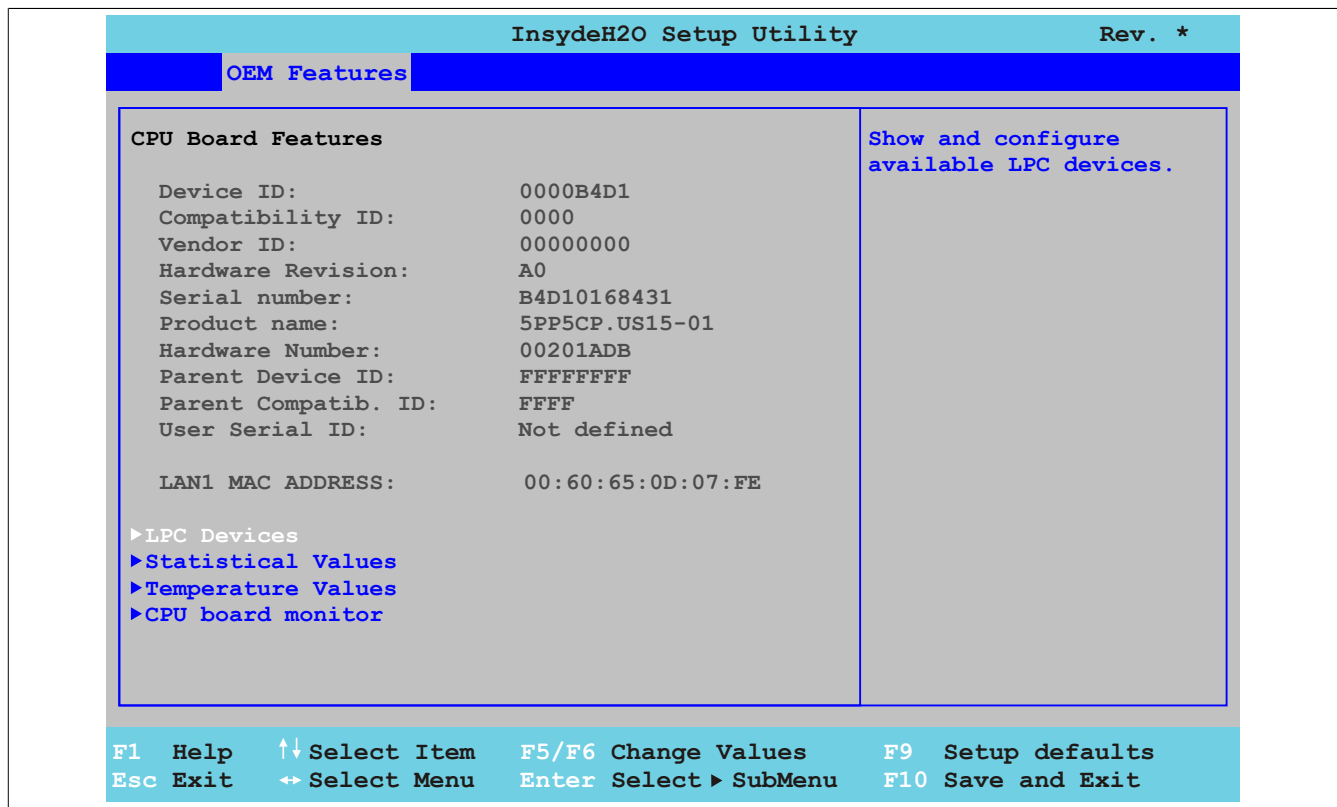 InsydeH2O Setup Utility Rev. *
OEM Features
CPU Board Features
Device ID: 0000B4D1
Compatibility ID: 0000
Vendor ID: 00000000
Hardware Revision: A0
Serial number: B4D10168431
Product name: 5PP5CP.US15-01
Hardware Number: 00201ADB
Parent Device ID: FFFFFFFF
Parent Compatib. ID: FFFF
User Serial ID: Not defined
LAN1 MAC ADDRESS: 00:60:65:0D:07:FE
▶LPC Devices
▶Statistical Values
▶Temperature Values
▶CPU board monitor
Show and configure
available LPC devices.
F1 Help ↑↓ Select Item F5/F6 Change Values F9 Setup defaults
Esc Exit ↔ Select Menu Enter Select ▶ SubMenu F10 Save and Exit